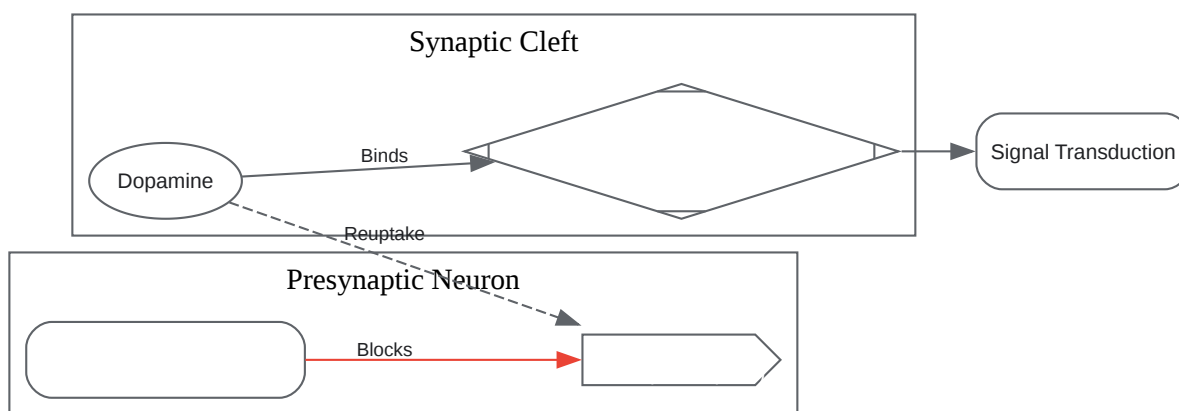 Synaptic Cleft
Binds
Dopamine
Signal Transduction
Reuptake
Presynaptic Neuron
Blocks